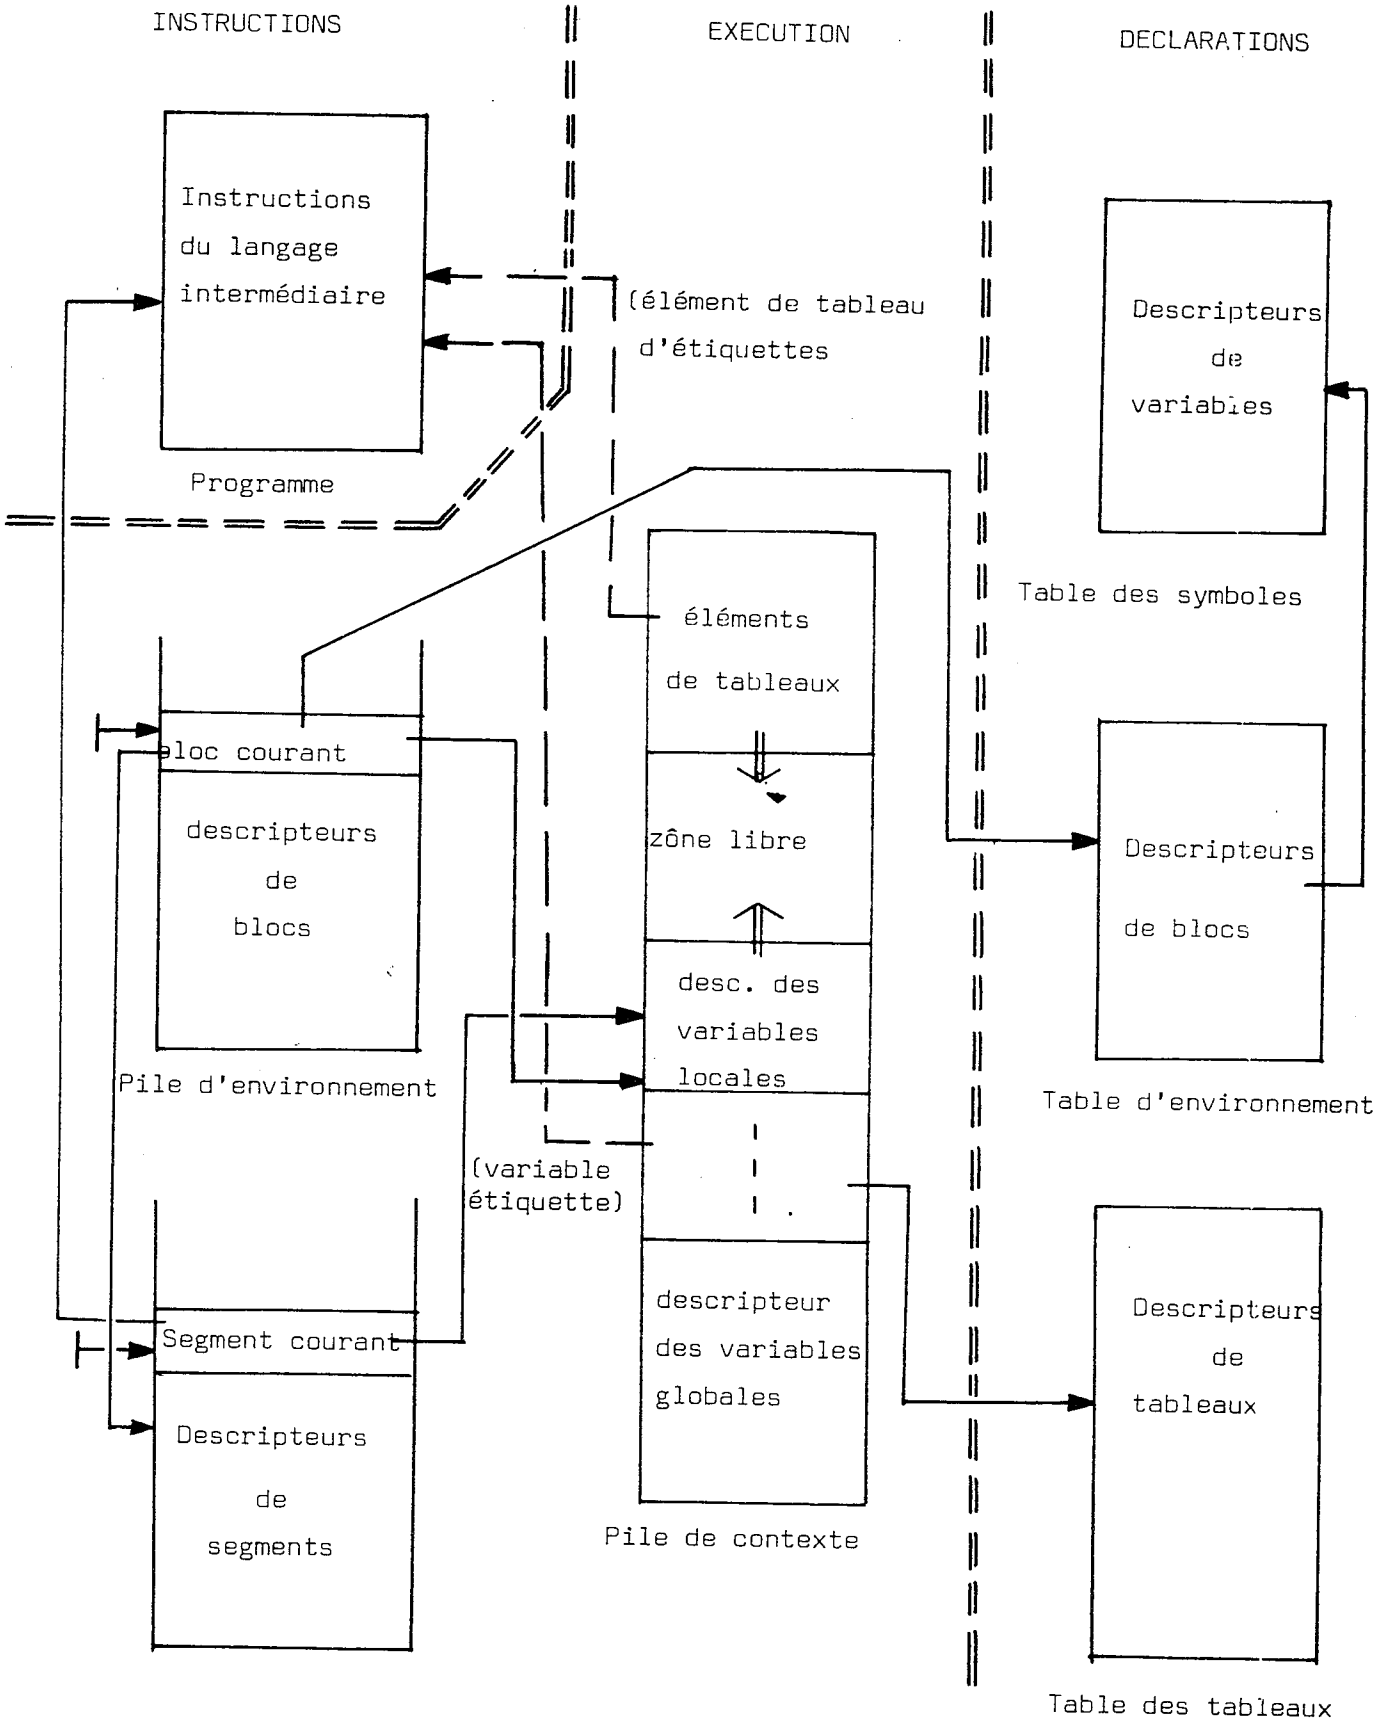 INSTRUCTIONS
EXECUTION
DECLARATIONS
Instructions
du langage
intermédiaire
Programme
(élément de tableau
d'étiquettes
Descripteurs
de
variables
Table des symboles
éléments
de tableaux
zône libre
desc. des
variables
locales
descripteur
des variables
globales
Pile de contexte
bloc courant
descripteurs
de
blocs
Pile d'environnement
(variable
étiquette)
Segment courant
Descripteurs
de
segments
Descripteurs
de blocs
Table d'environnement
Descripteurs
de
tableaux
Table des tableaux